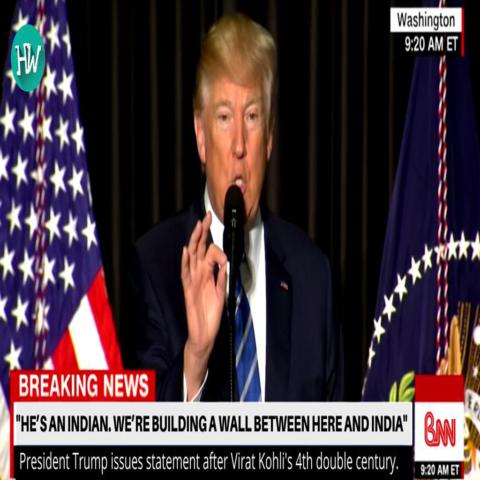 HW
Washington
9:20 AM ET
BREAKING NEWS
"HE'S AN INDIAN. WE'RE BUILDING A WALL BETWEEN HERE AND INDIA"
President Trump issues statement after Virat Kohli's 4th double century.
BNN
9:20 AM ET